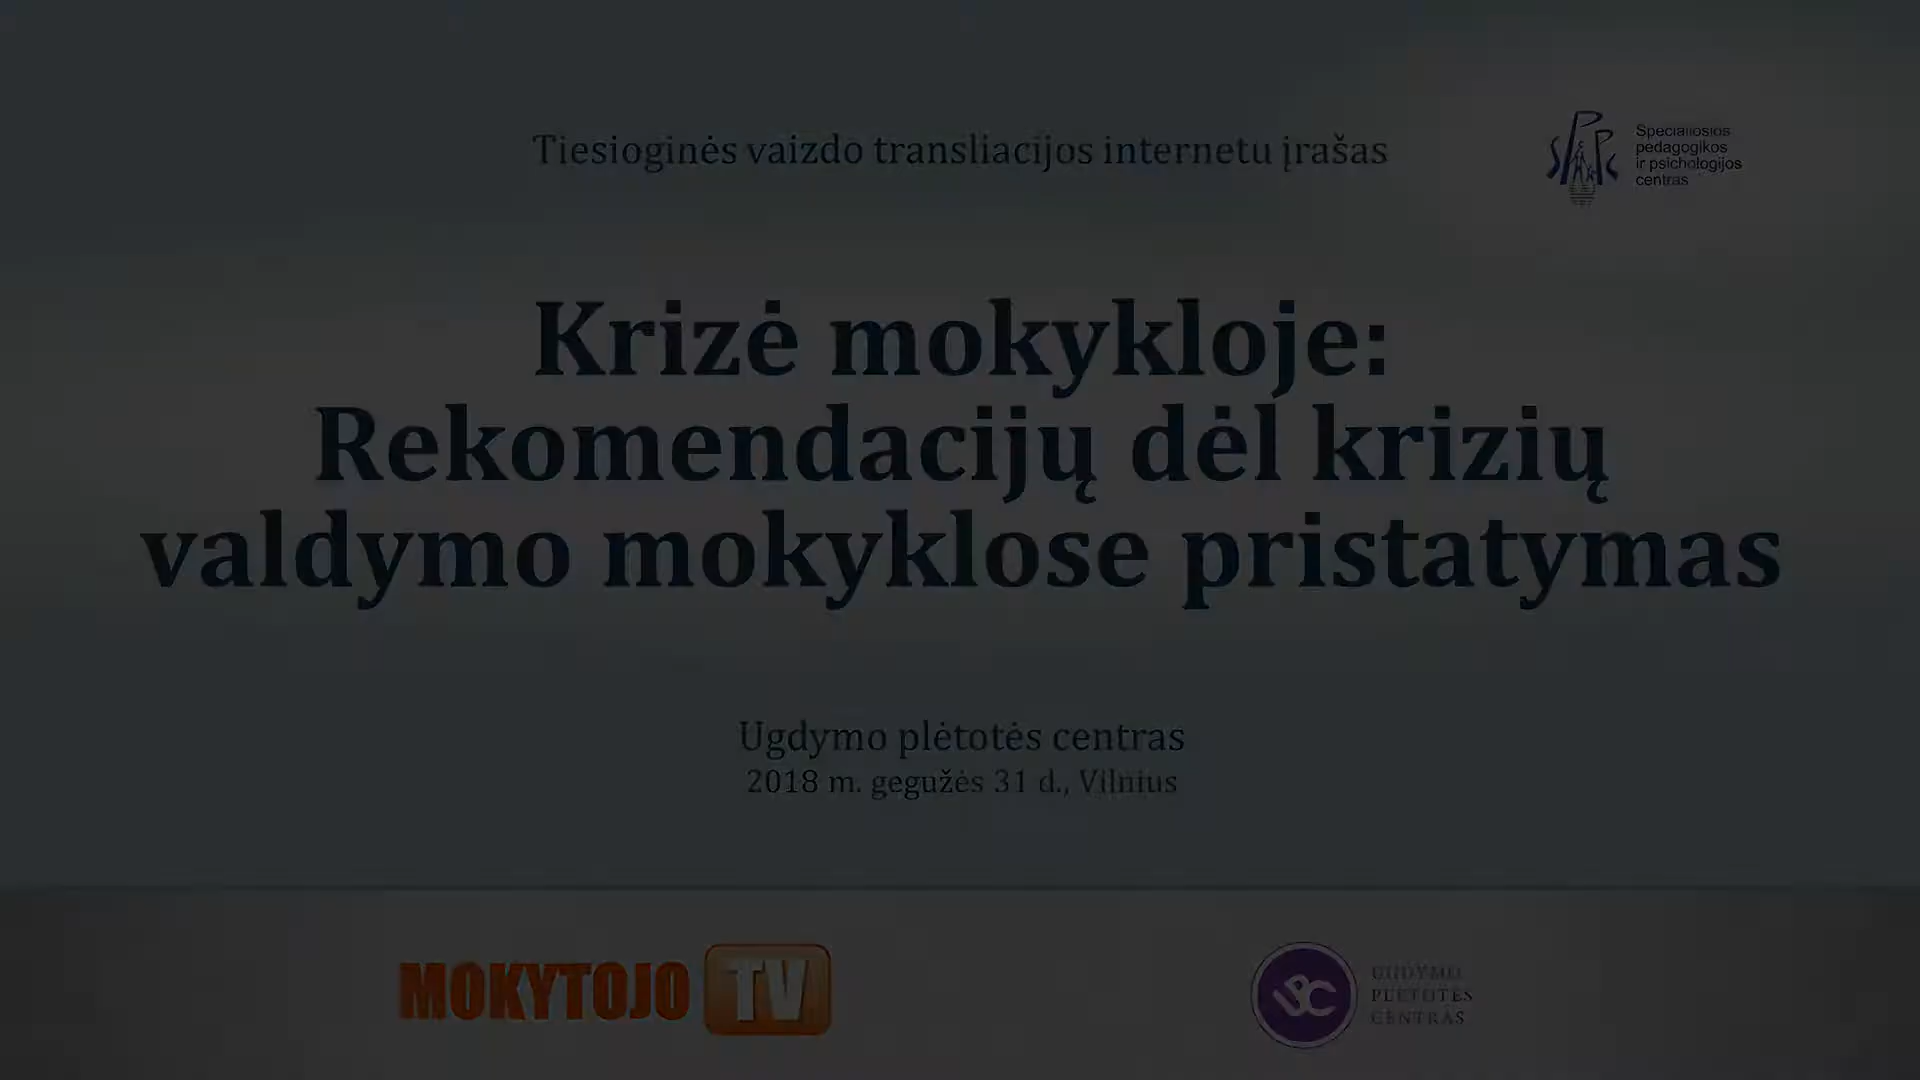 Tiesioginės vaizdo transliacijos internetu įrašas
Specialiosios
pedagogikos
ir psichologijos
centras
Krizė mokykloje:
Rekomendacijų dėl krizių
valdymo mokyklose pristatymas
Ugdymo plėtotės centras
2018 m. gegužės 31 d., Vilnius
MOKYTOJO TV
UGDYMO
PLĖTOTĖS
CENTRAS